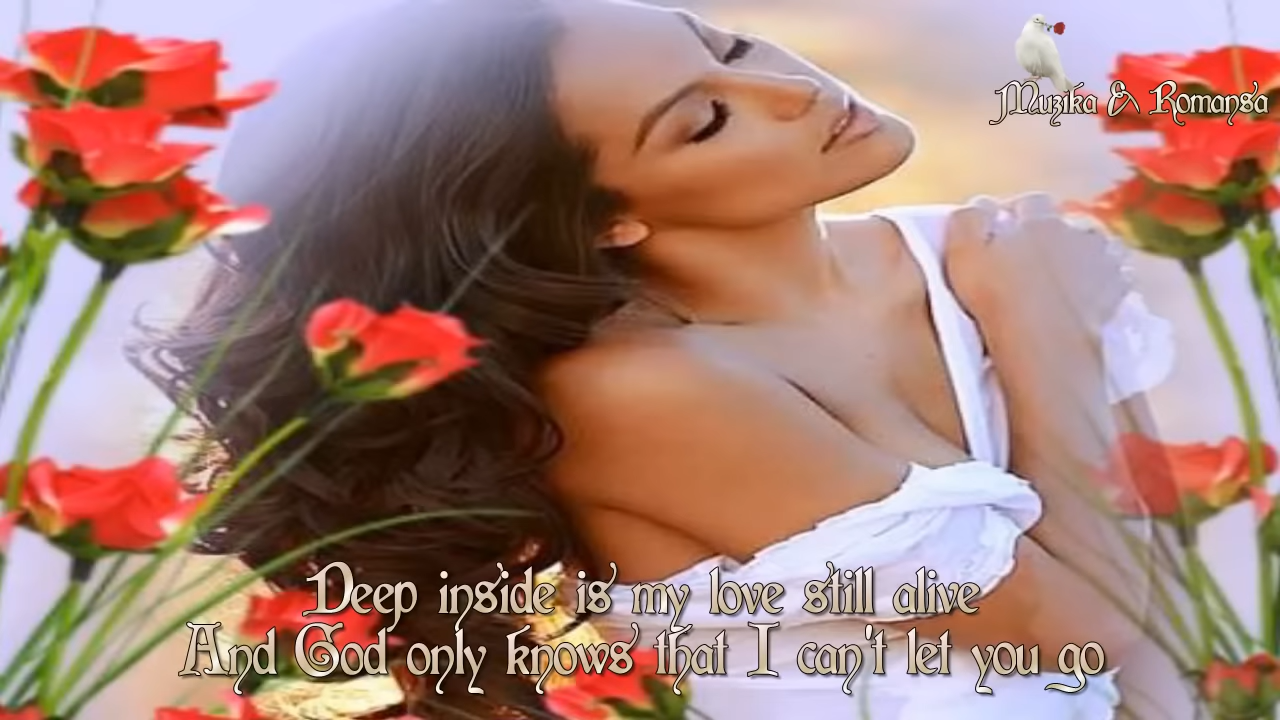 Muzika & Romansa
Deep inside is my love still alive
And God only knows that I can't let you go